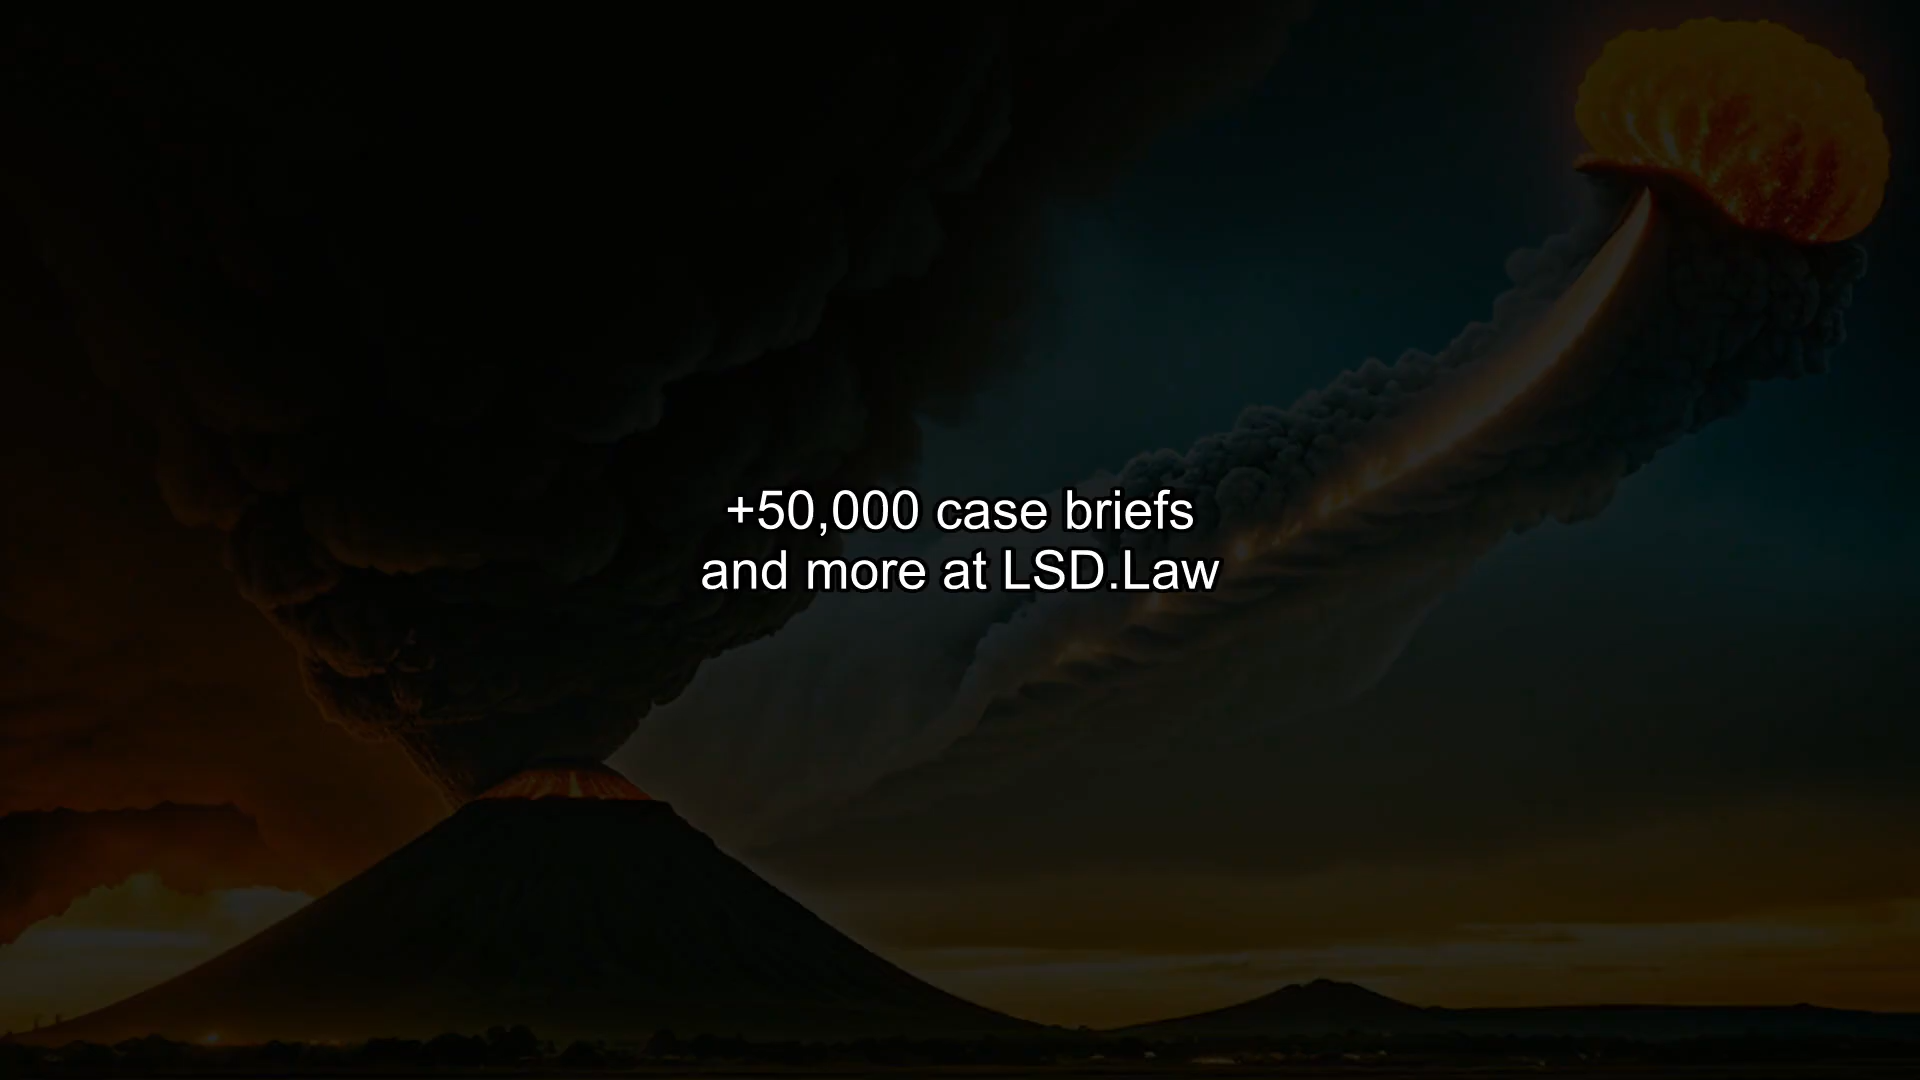 +50,000 case briefs
and more at LSD.Law